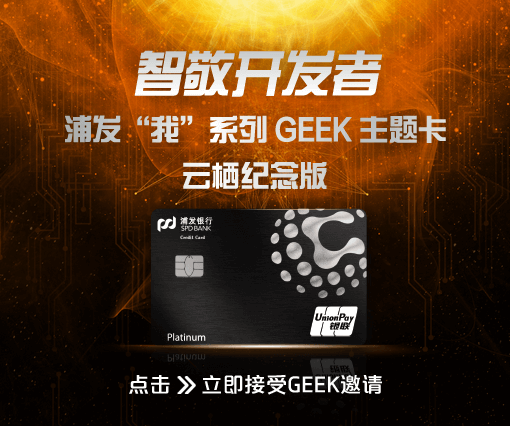 智敬开发者
浦发“我”系列 GEEK 主题卡
云栖纪念版
浦发银行
SPD BANK
Credit Card
Platinum
UnionPay
银联
点击 >> 立即接受GEEK邀请